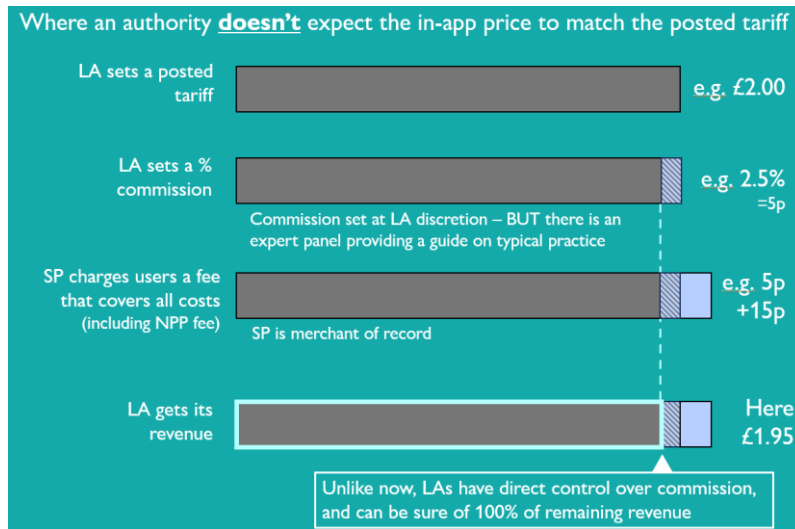 Where an authority doesn't expect the in-app price to match the posted tariff
LA sets a posted
tariff
e.g. £2.00
LA sets a %
commission
e.g. 2.5%
=5p
Commission set at LA discretion – BUT there is an
expert panel providing a guide on typical practice
SP charges users a fee
that covers all costs
(including NPP fee)
e.g. 5p
+15p
SP is merchant of record
LA gets its
revenue
Here
£1.95
Unlike now, LAs have direct control over commission,
and can be sure of 100% of remaining revenue